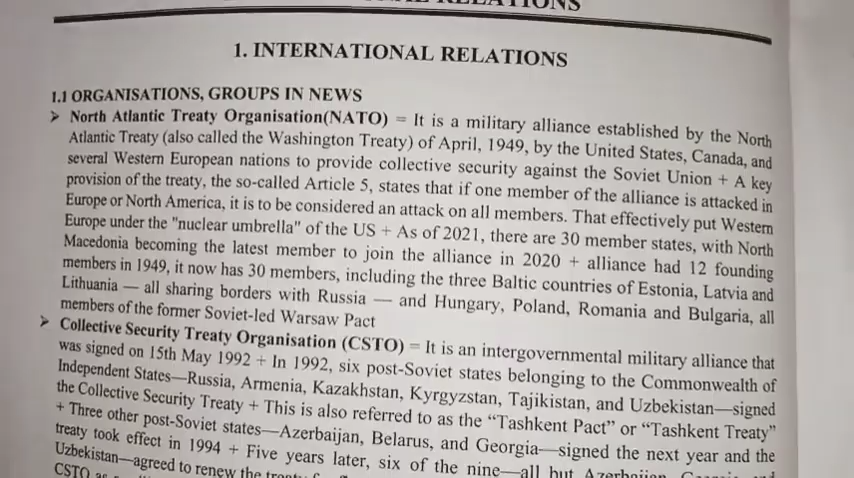 RELATIONS
1. INTERNATIONAL RELATIONS
1.1 ORGANISATIONS, GROUPS IN NEWS
➤ North Atlantic Treaty Organisation(NATO) = It is a military alliance established by the North
Atlantic Treaty (also called the Washington Treaty) of April, 1949, by the United States, Canada, and
several Western European nations to provide collective security against the Soviet Union + A key
provision of the treaty, the so-called Article 5, states that if one member of the alliance is attacked in
Europe or North America, it is to be considered an attack on all members. That effectively put Western
Europe under the "nuclear umbrella" of the US + As of 2021, there are 30 member states, with North
Macedonia becoming the latest member to join the alliance in 2020 + alliance had 12 founding
members in 1949, it now has 30 members, including the three Baltic countries of Estonia, Latvia and
Lithuania — all sharing borders with Russia — and Hungary, Poland, Romania and Bulgaria, all
members of the former Soviet-led Warsaw Pact
➤ Collective Security Treaty Organisation (CSTO) = It is an intergovernmental military alliance that
was signed on 15th May 1992 + In 1992, six post-Soviet states belonging to the Commonwealth of
Independent States—Russia, Armenia, Kazakhstan, Kyrgyzstan, Tajikistan, and Uzbekistan—signed
the Collective Security Treaty + This is also referred to as the “Tashkent Pact” or “Tashkent Treaty”
+ Three other post-Soviet states—Azerbaijan, Belarus, and Georgia—signed the next year and the
treaty took effect in 1994 + Five years later, six of the nine—all but Azerbaijan, Georgia and
Uzbekistan—agreed to renew the treaty
CSTO as